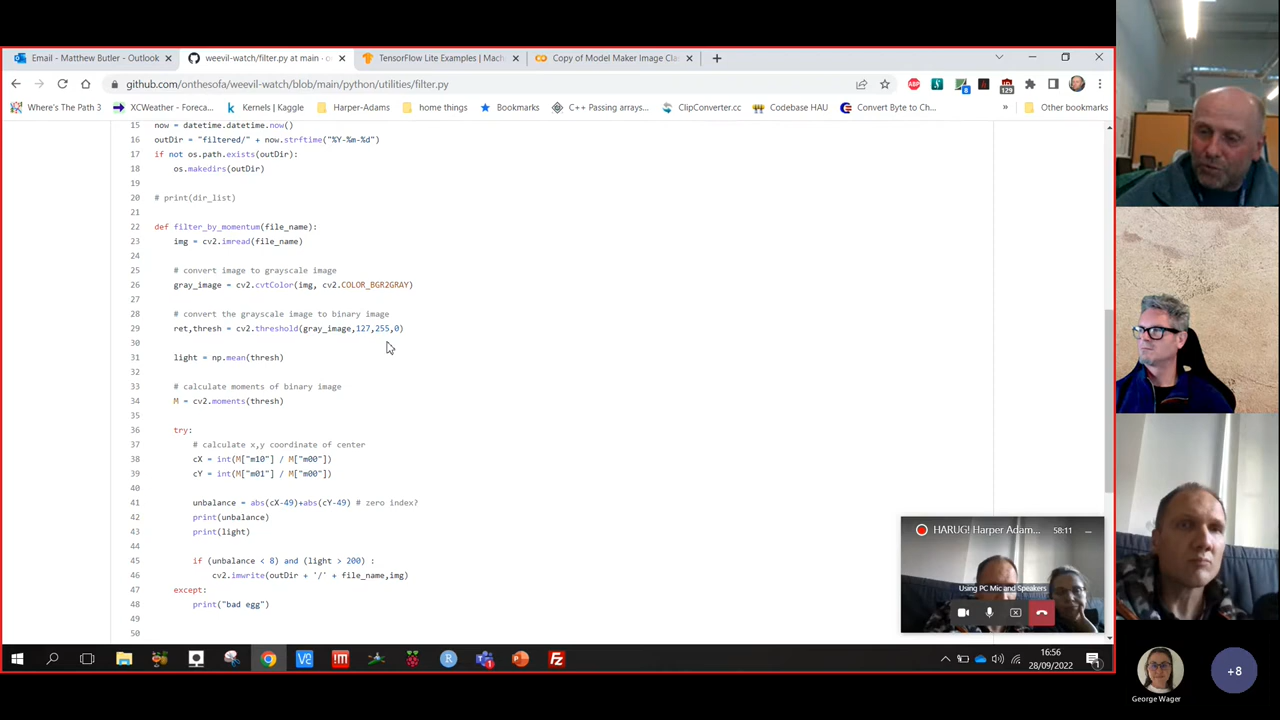 Email - Matthew Butler - Outlook
weevil-watch/filter.py at main · o
TensorFlow Lite Examples | Mach
Copy of Model Maker Image Clas
github.com/onthesofa/weevil-watch/blob/main/python/utilities/filter.py
Where's The Path 3
XCWeather - Foreca...
Kernels | Kaggle
Harper-Adams
home things
Bookmarks
C++ Passing arrays...
ClipConverter.cc
Codebase HAU
Convert Byte to Ch...
»
Other bookmarks
ABP
8
129
15 now = datetime.datetime.now()
16 outDir = "filtered/" + now.strftime("%Y-%m-%d")
17 if not os.path.exists(outDir):
18 os.makedirs(outDir)
19
20 # print(dir_list)
21
22 def filter_by_momentum(file_name):
23 img = cv2.imread(file_name)
24
25 # convert image to grayscale image
26 gray_image = cv2.cvtColor(img, cv2.COLOR_BGR2GRAY)
27
28 # convert the grayscale image to binary image
29 ret,thresh = cv2.threshold(gray_image,127,255,0)
30
31 light = np.mean(thresh)
32
33 # calculate moments of binary image
34 M = cv2.moments(thresh)
35
36 try:
37 # calculate x,y coordinate of center
38 cX = int(M["m10"] / M["m00"])
39 cY = int(M["m01"] / M["m00"])
40
41 unbalance = abs(cX-49)+abs(cY-49) # zero index?
42 print(unbalance)
43 print(light)
44
45 if (unbalance < 8) and (light > 200) :
46 cv2.imwrite(outDir + '/' + file_name,img)
47 except:
48 print("bad egg")
49
50
HARUG! Harper Adam...
58:11
Using PC Mic and Speakers
16:56
28/09/2022
1
George Wager
+8